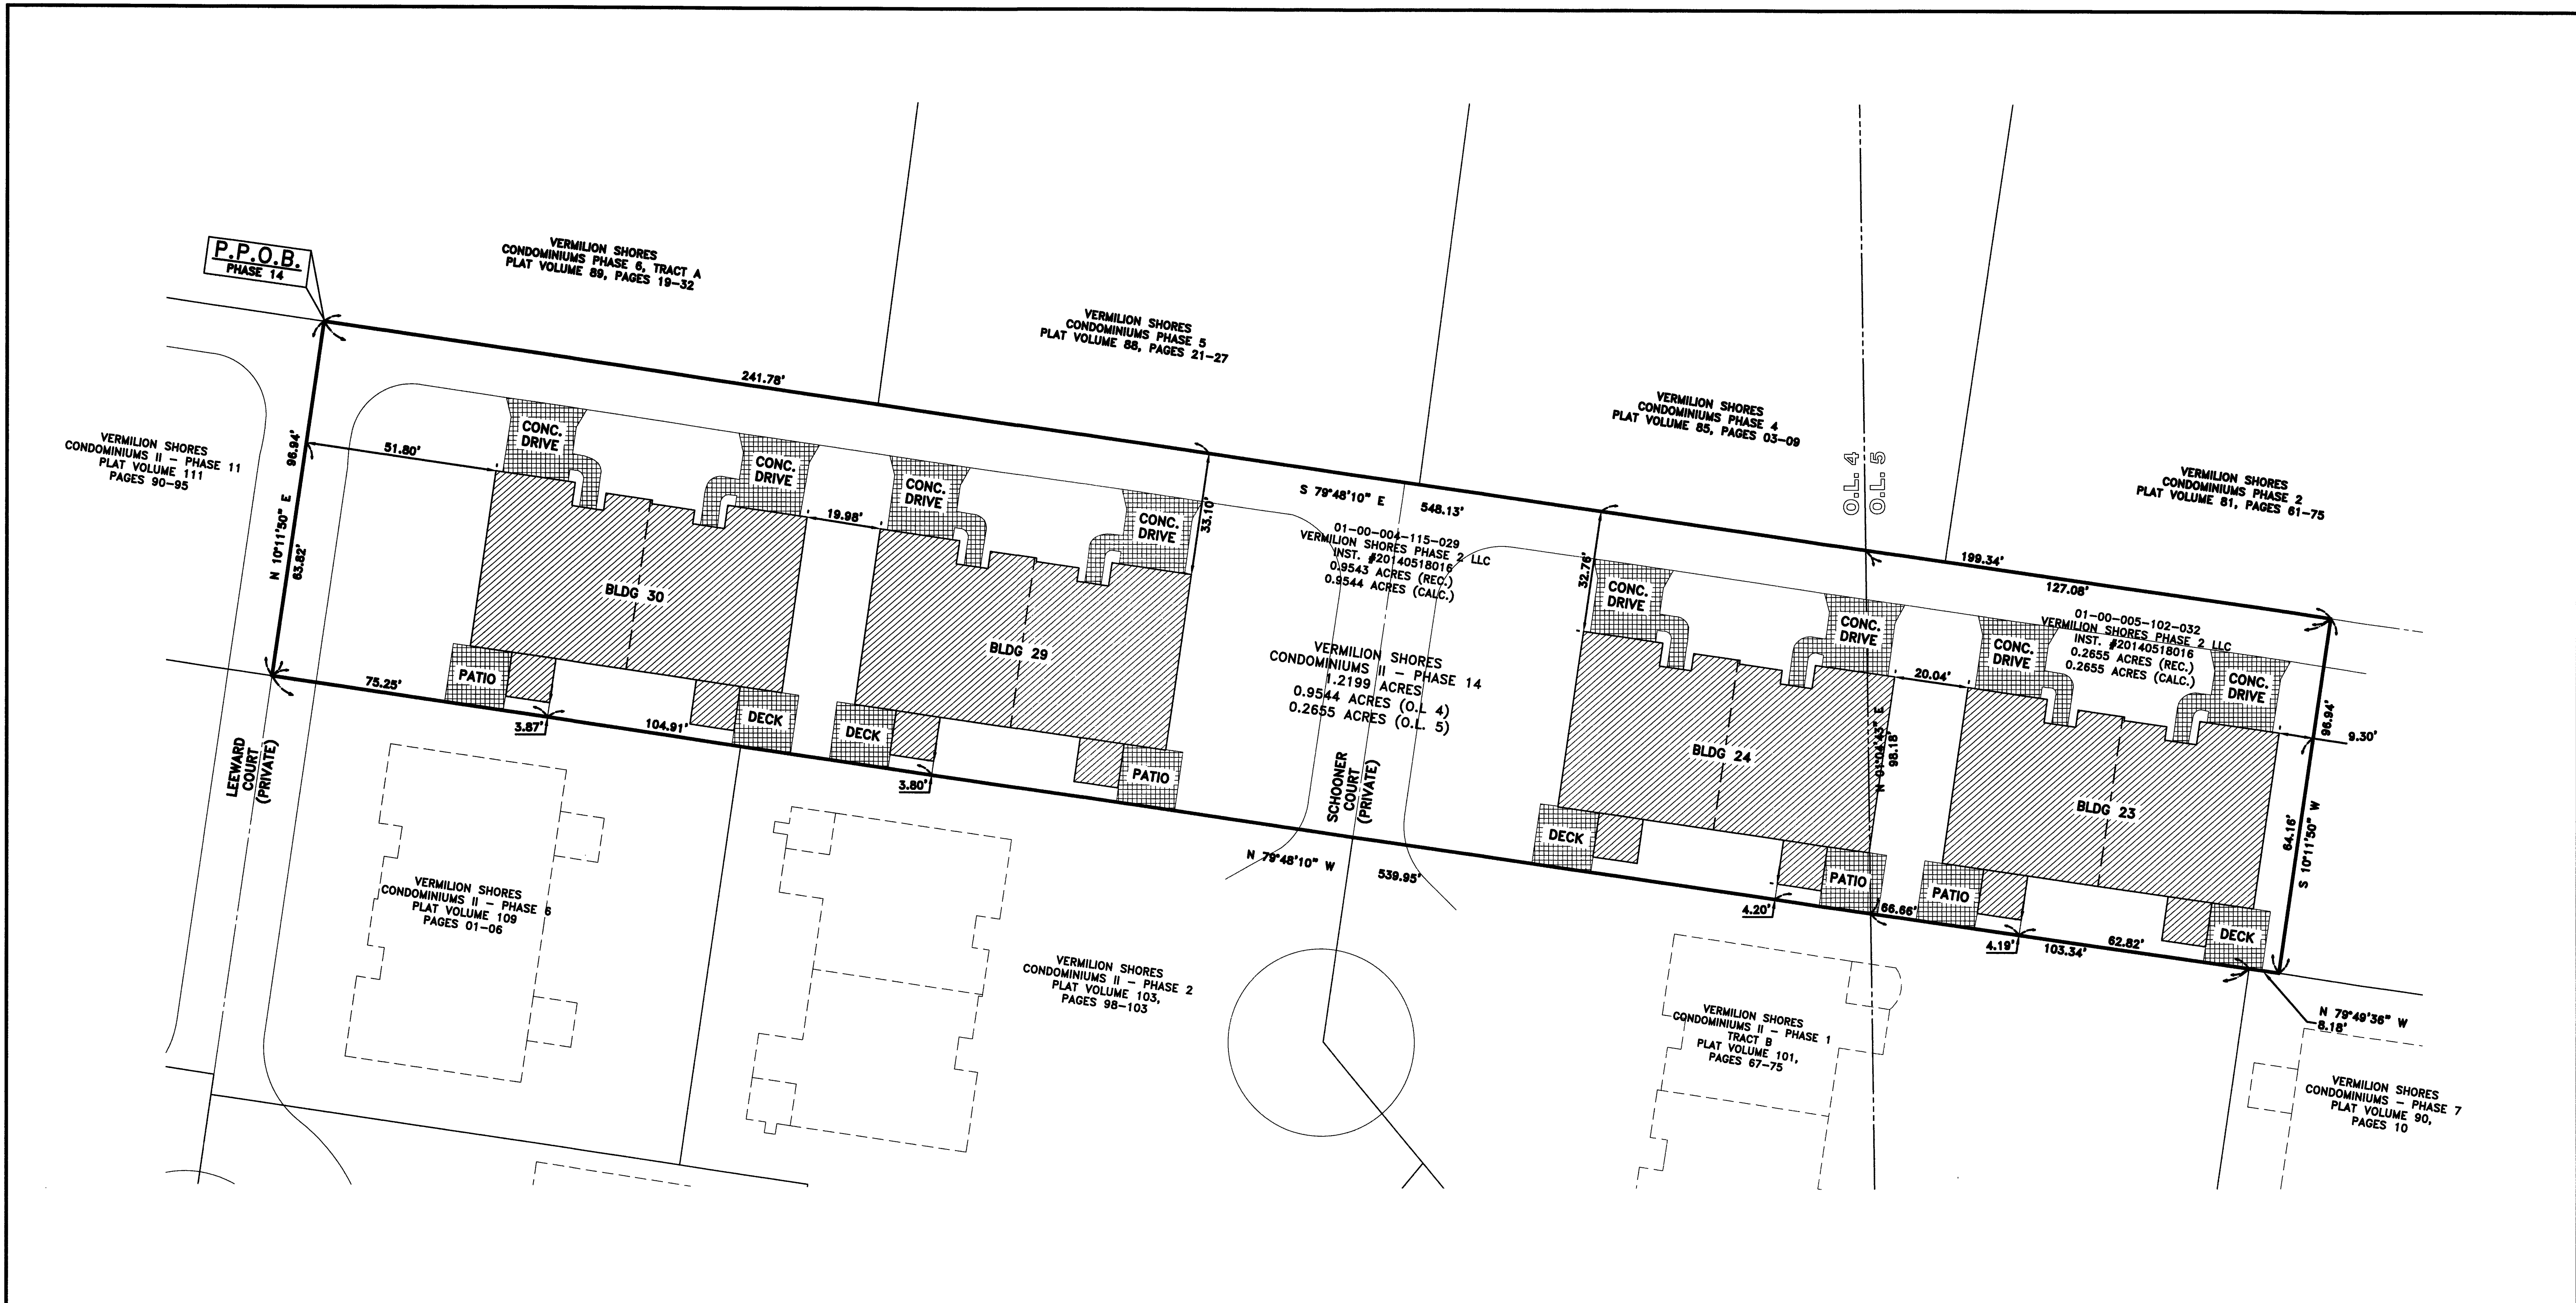 P.P.O.B.
PHASE 14
VERMILION SHORES
CONDOMINIUMS PHASE 6, TRACT A
PLAT VOLUME 89, PAGES 19-32
VERMILION SHORES
CONDOMINIUMS PHASE 5
PLAT VOLUME 88, PAGES 21-27
VERMILION SHORES
CONDOMINIUMS PHASE 4
PLAT VOLUME 85, PAGES 03-09
O.L. 4
O.L. 5
VERMILION SHORES
CONDOMINIUMS PHASE 2
PLAT VOLUME 81, PAGES 61-75
VERMILION SHORES
CONDOMINIUMS II - PHASE 11
PLAT VOLUME 111
PAGES 90-95
N 10°11'50" E
96.94'
63.82'
241.78'
51.80'
CONC.
DRIVE
CONC.
DRIVE
19.98'
CONC.
DRIVE
CONC.
DRIVE
33.10'
S 79°48'10" E
548.13'
01-00-004-115-029
VERMILION SHORES PHASE 2 LLC
INST. #20140518016
0.9543 ACRES (REC.)
0.9544 ACRES (CALC.)
32.76'
CONC.
DRIVE
CONC.
DRIVE
20.04'
CONC.
DRIVE
CONC.
DRIVE
199.34'
127.08'
01-00-005-102-032
VERMILION SHORES PHASE 2 LLC
INST. #20140518016
0.2655 ACRES (REC.)
0.2655 ACRES (CALC.)
96.94'
9.30'
64.16'
S 10°11'50" W
BLDG 30
BLDG 29
VERMILION SHORES
CONDOMINIUMS II - PHASE 14
1.2199 ACRES
0.9544 ACRES (O.L 4)
0.2655 ACRES (O.L. 5)
BLDG 24
N 01°04'43" E
98.18'
BLDG 23
PATIO
DECK
DECK
PATIO
DECK
PATIO
PATIO
DECK
75.25'
3.87'
104.91'
3.80'
LEEWARD
COURT
(PRIVATE)
SCHOONER
COURT
(PRIVATE)
N 79°48'10" W
539.95'
4.20'
66.66'
4.19'
103.34'
62.82'
N 79°49'36" W
8.18'
VERMILION SHORES
CONDOMINIUMS II - PHASE 6
PLAT VOLUME 109
PAGES 01-06
VERMILION SHORES
CONDOMINIUMS II - PHASE 2
PLAT VOLUME 103,
PAGES 98-103
VERMILION SHORES
CONDOMINIUMS II - PHASE 1
TRACT B
PLAT VOLUME 101,
PAGES 67-75
VERMILION SHORES
CONDOMINIUMS - PHASE 7
PLAT VOLUME 90,
PAGES 10